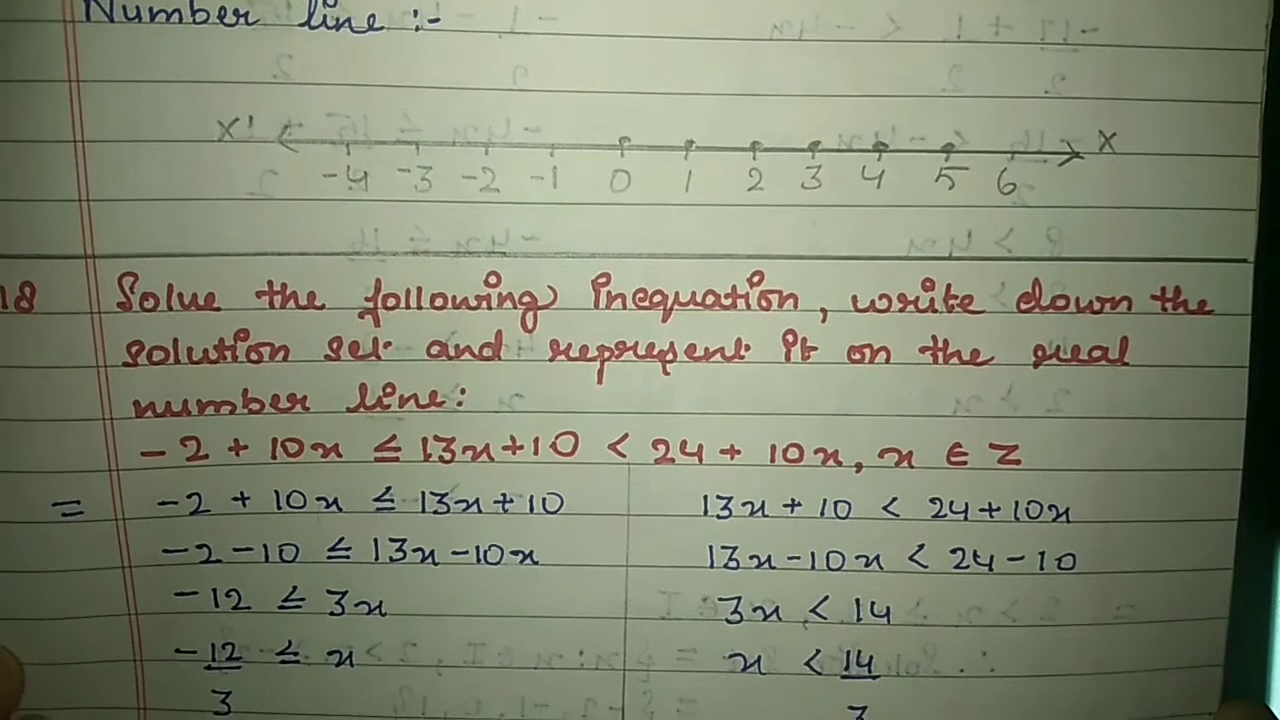 Number line :-
X' -4 -3 -2 -1 0 1 2 3 4 5 6 X
18 Solve the following inequation, write down the
solution set and represent it on the real
number line:
-2 + 10x ≤ 13x+10 < 24 + 10x, x ∈ Z
= -2 + 10x ≤ 13x+10 13x + 10 < 24+10x
-2-10 ≤ 13x-10x 13x-10x < 24-10
-12 ≤ 3x 3x < 14
-12/3 ≤ x x < 14/3